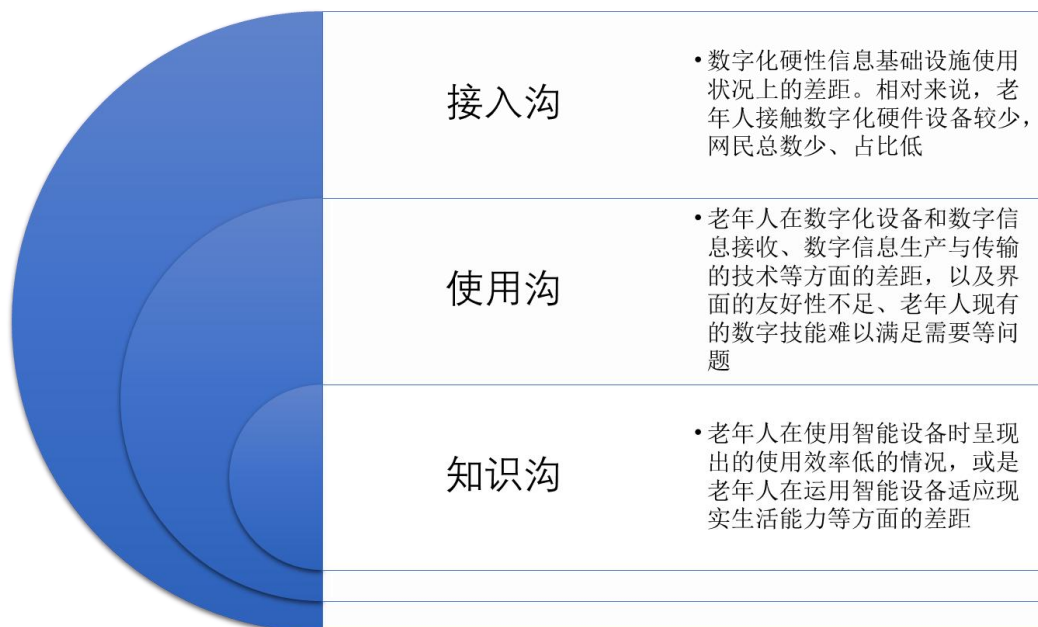 接入沟
•数字化硬性信息基础设施使用
状况上的差距。相对来说，老
年人接触数字化硬件设备较少，
网民总数少、占比低
使用沟
•老年人在数字化设备和数字信
息接收、数字信息生产与传输
的技术等方面的差距，以及界
面的友好性不足、老年人现有
的数字技能难以满足需要等问
题
知识沟
•老年人在使用智能设备时呈现
出的使用效率低的情况，或是
老年人在运用智能设备适应现
实生活能力等方面的差距